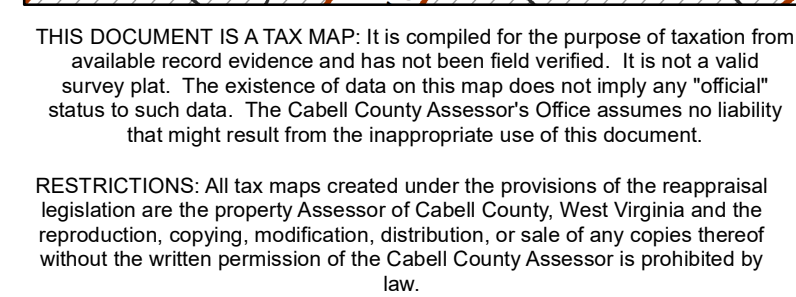 THIS DOCUMENT IS A TAX MAP: It is compiled for the purpose of taxation from
available record evidence and has not been field verified.  It is not a valid
survey plat.  The existence of data on this map does not imply any "official"
status to such data.  The Cabell County Assessor's Office assumes no liability
that might result from the inappropriate use of this document.
RESTRICTIONS: All tax maps created under the provisions of the reappraisal
legislation are the property Assessor of Cabell County, West Virginia and the
reproduction, copying, modification, distribution, or sale of any copies thereof
without the written permission of the Cabell County Assessor is prohibited by
law.